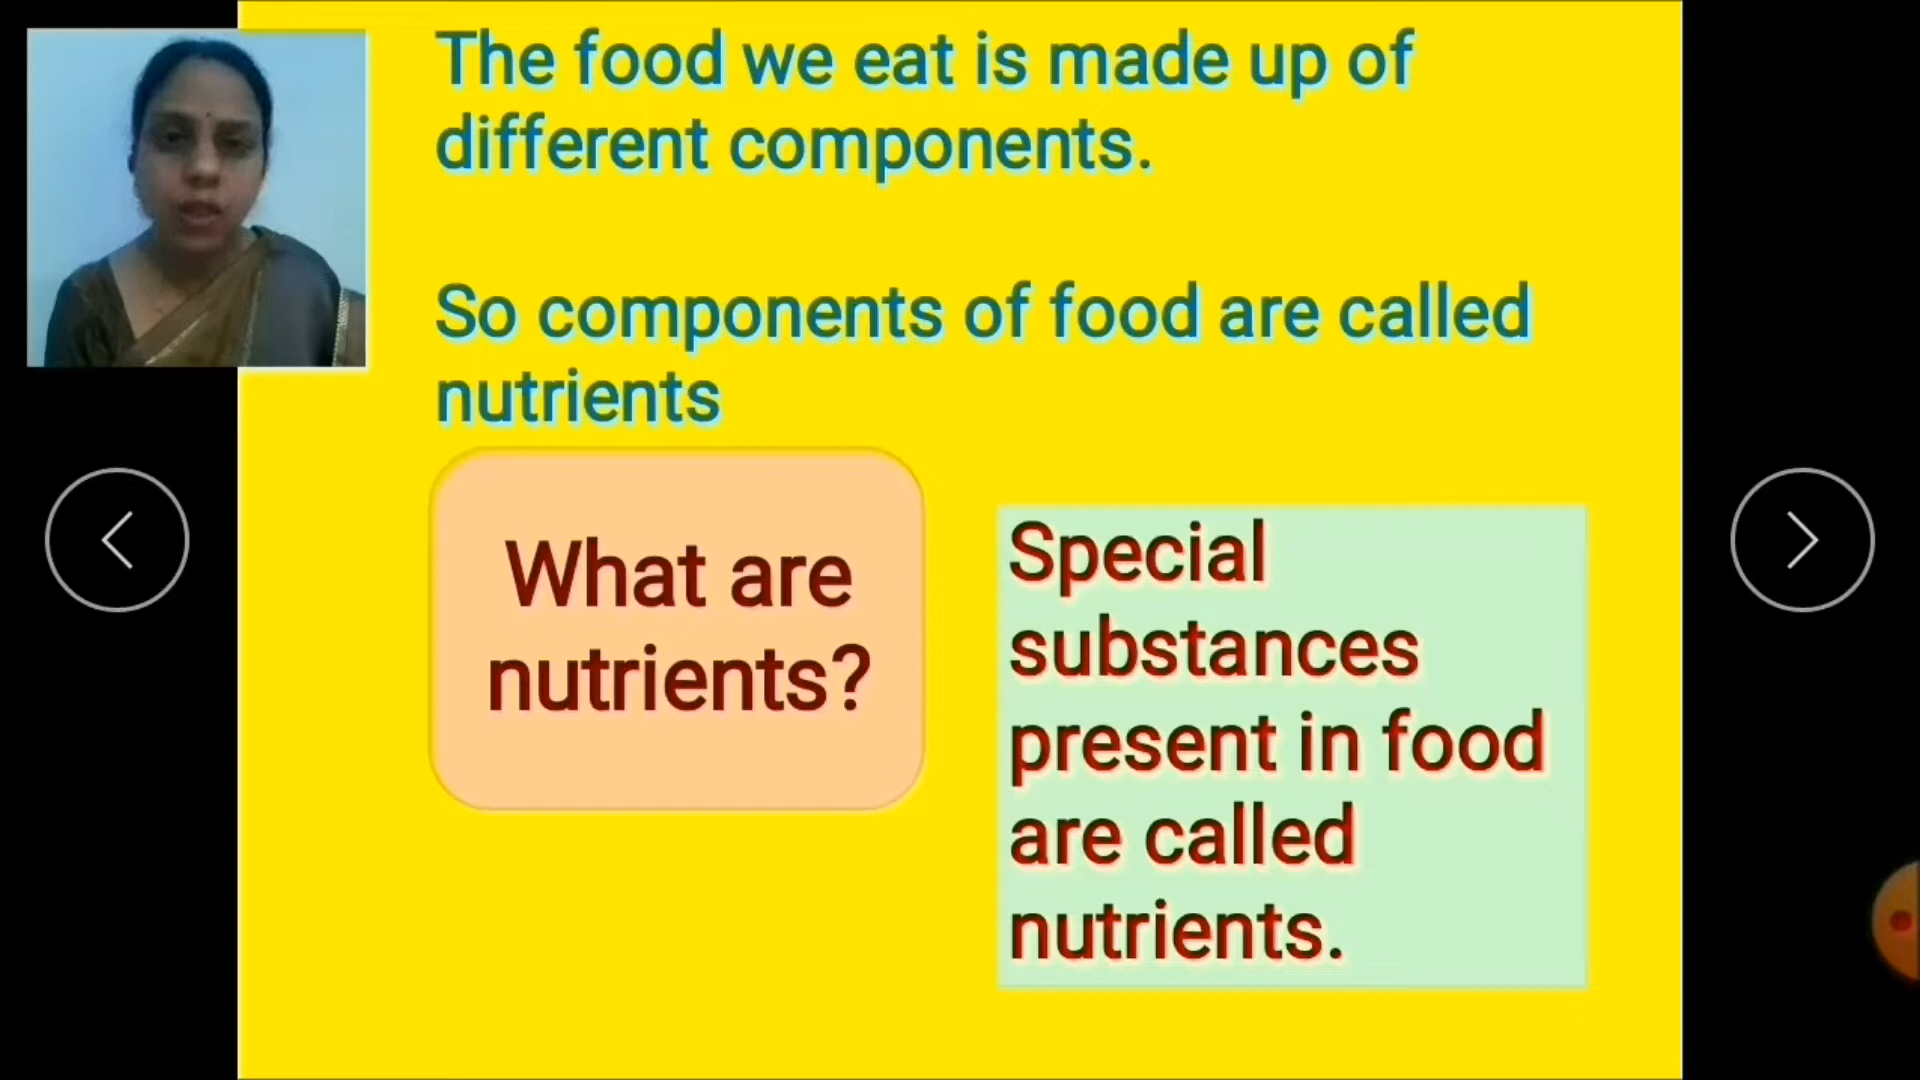 The food we eat is made up of
different components.
So components of food are called
nutrients
What are
nutrients?
Special
substances
present in food
are called
nutrients.